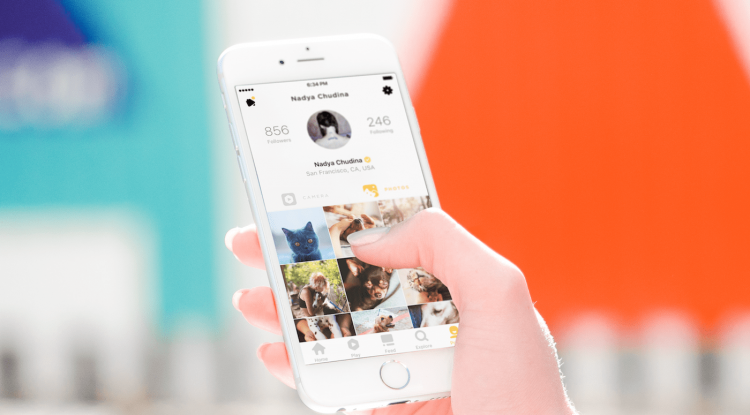 6:34 PM
Nadya Chudina
856
Followers
246
Following
Nadya Chudina
San Francisco, CA, USA
PHOTOS
Home
Play
Feed
Explore